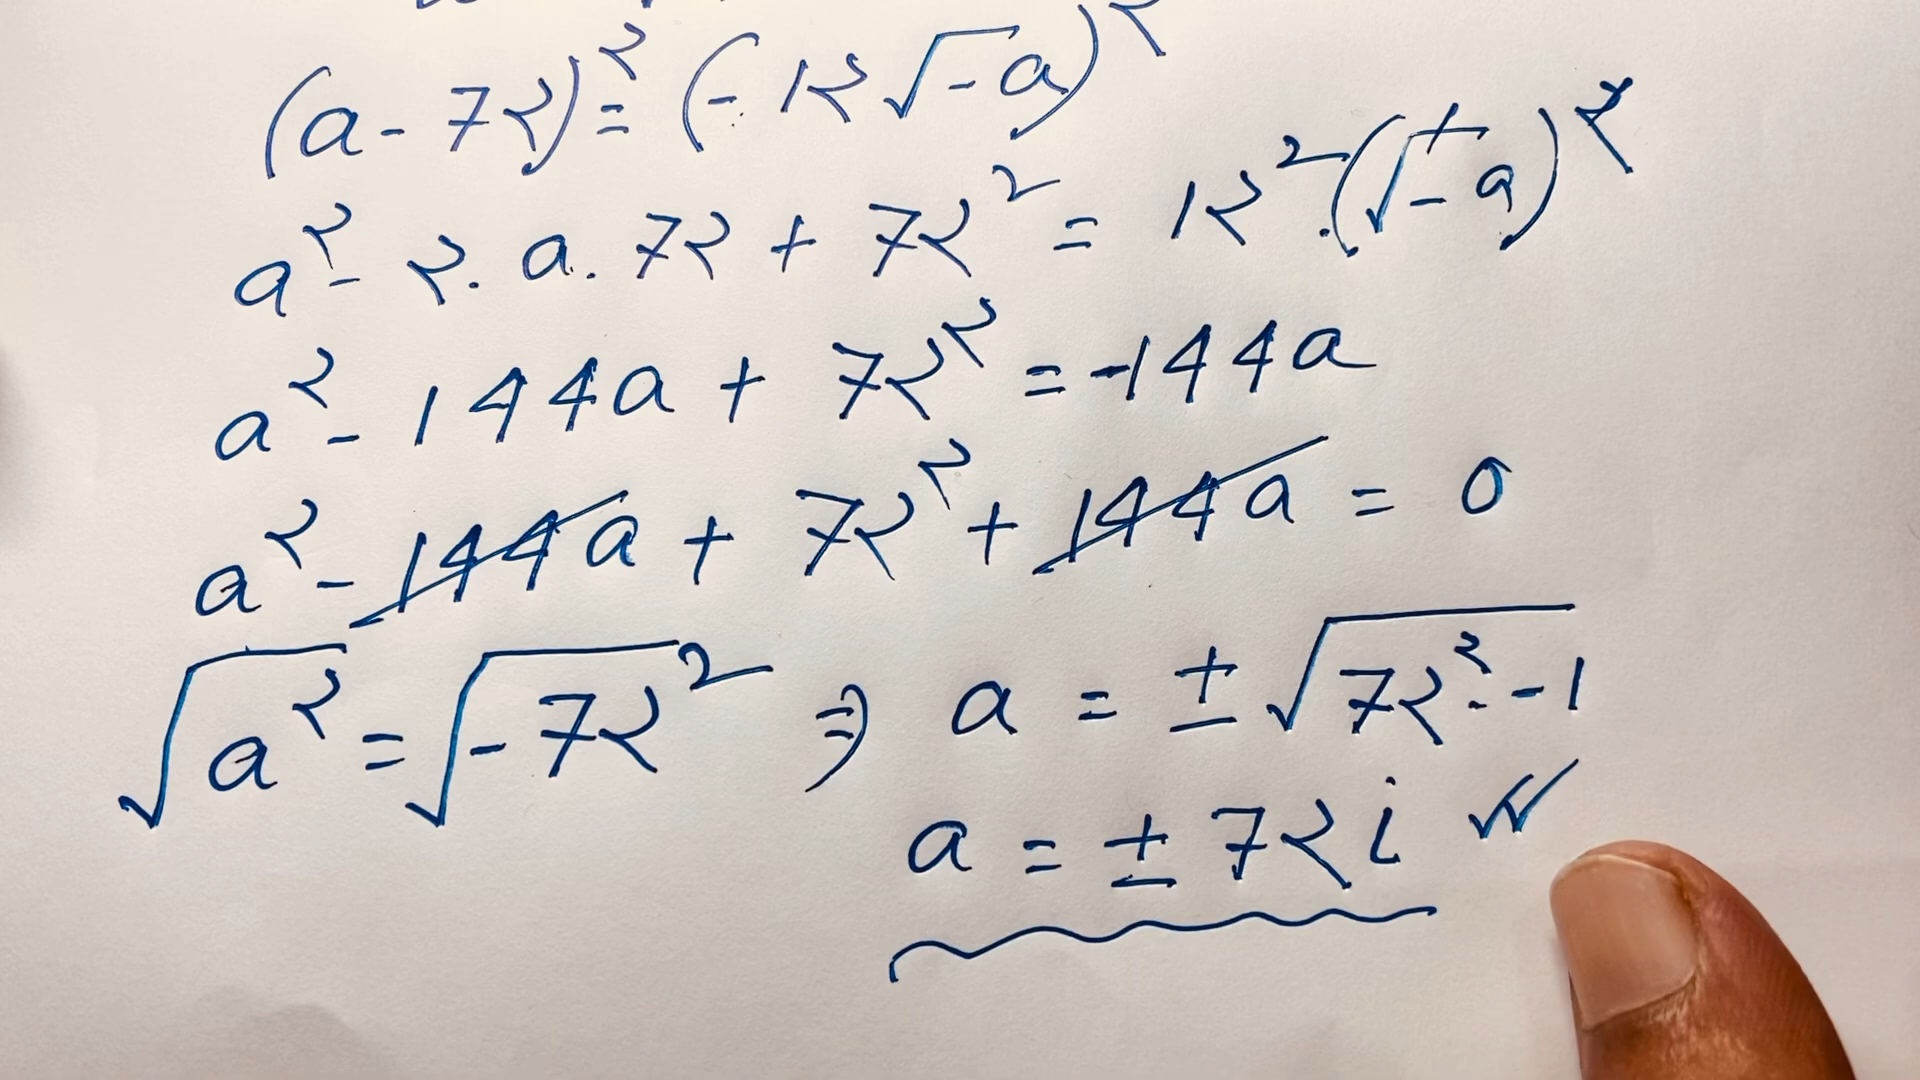 (a - 72)² = (- 12 √-a)²
a² - 2. a. 72 + 72² = 12² . (√-a)²
a² - 144a + 72² = -144a
a² - 144a + 72² + 144a = 0
√a² = √-72² ⇒ a = ± √72² . -1
a = ± 72 i